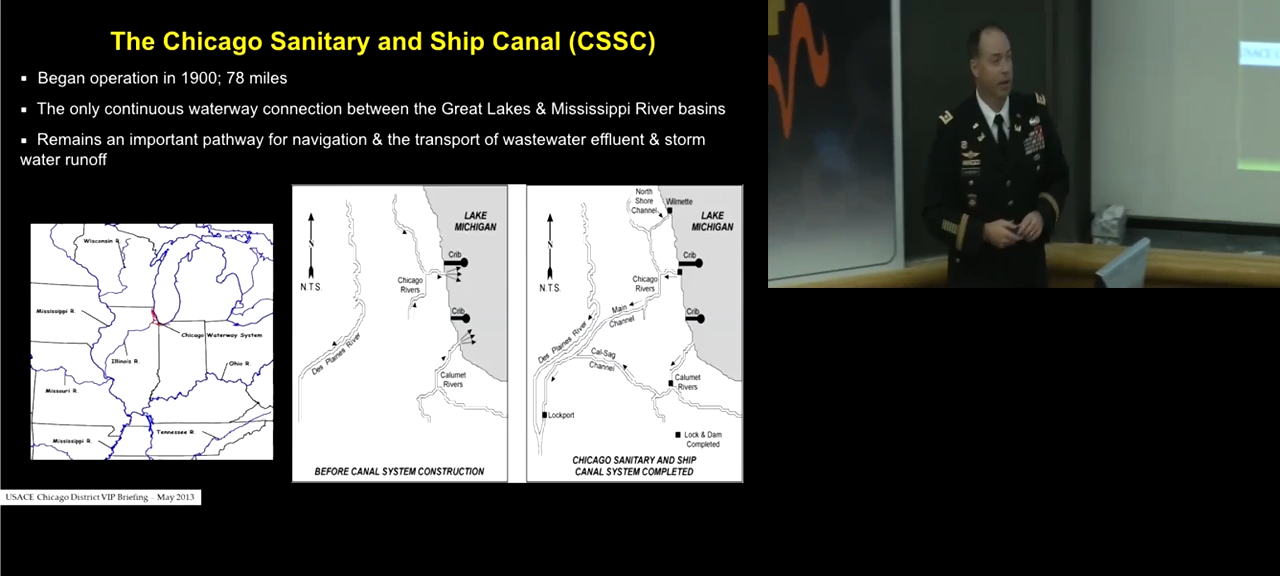 The Chicago Sanitary and Ship Canal (CSSC)
▪ Began operation in 1900; 78 miles
▪ The only continuous waterway connection between the Great Lakes & Mississippi River basins
▪ Remains an important pathway for navigation & the transport of wastewater effluent & storm
water runoff
Wisconsin R.
Mississippi R.
Chicago Waterway System
Illinois R.
Ohio R.
Missouri R.
Tennessee R.
Mississippi R.
LAKE
MICHIGAN
N
N.T.S.
Crib
Chicago
Rivers
Crib
Des Plaines River
Calumet
Rivers
BEFORE CANAL SYSTEM CONSTRUCTION
North
Shore
Channel
Wilmette
LAKE
MICHIGAN
N
N.T.S.
Crib
Chicago
Rivers
Main
Channel
Crib
Des Plaines River
Cal-Sag
Channel
Calumet
Rivers
Lockport
Lock & Dam
Completed
CHICAGO SANITARY AND SHIP
CANAL SYSTEM COMPLETED
USACE Chicago District VIP Briefing - May 2013
USACE